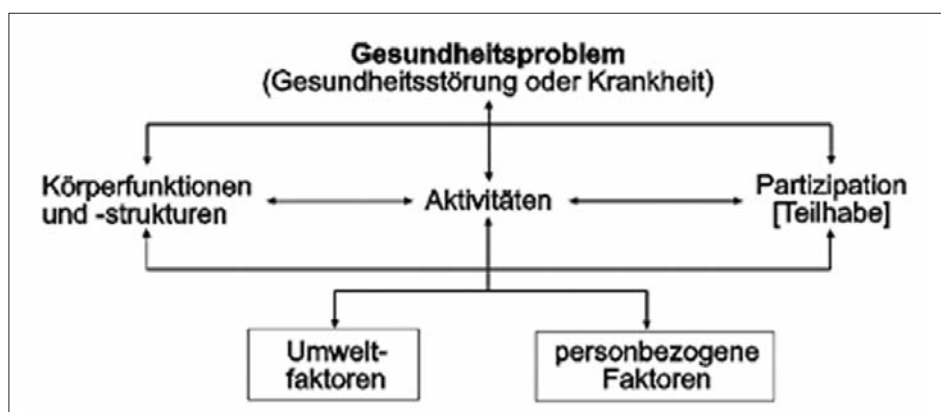 Gesundheitsproblem
(Gesundheitsstörung oder Krankheit)
Körperfunktionen
und -strukturen
Aktivitäten
Partizipation
[Teilhabe]
Umwelt-
faktoren
personbezogene
Faktoren